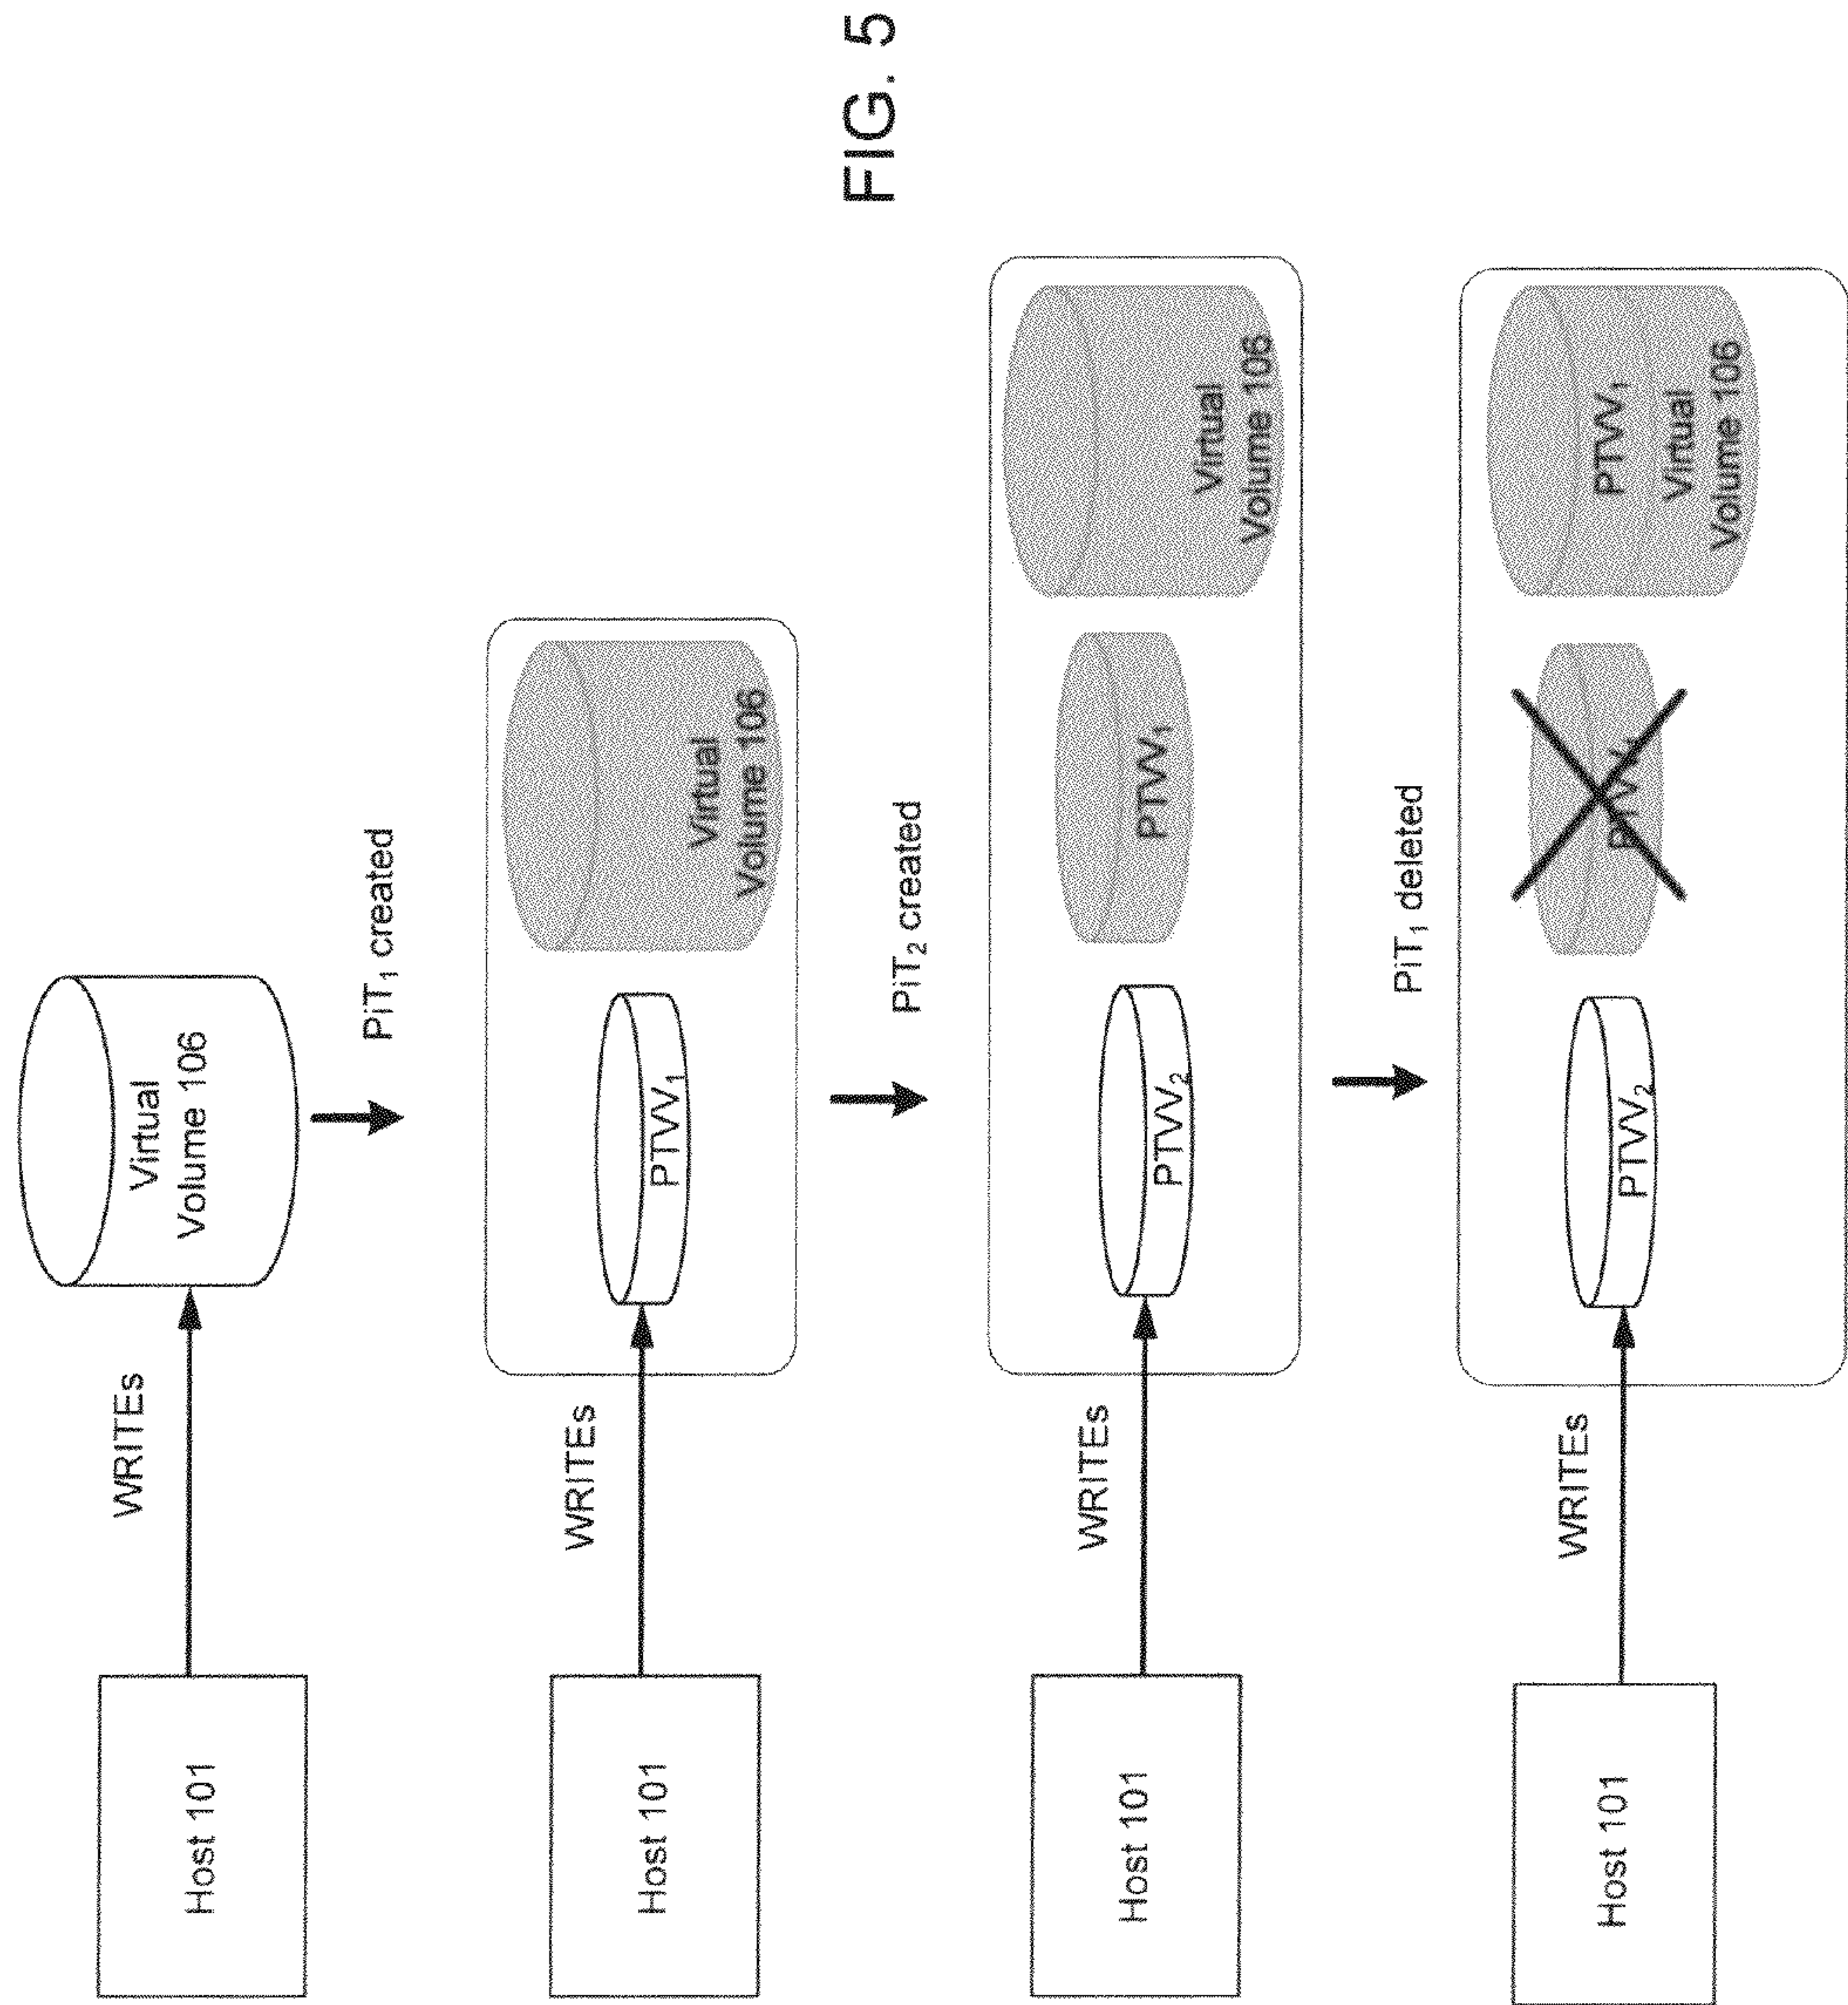 Host 101
WRITEs
Virtual
Volume 106
PiT₁ created
Host 101
WRITEs
PTVV₁
Virtual
Volume 106
PiT₂ created
Host 101
WRITEs
PTVV₂
PTVV₁
Virtual
Volume 106
PiT₁ deleted
Host 101
WRITEs
PTVV₂
PTVV₁
PTVV₁
Virtual
Volume 106
FIG. 5